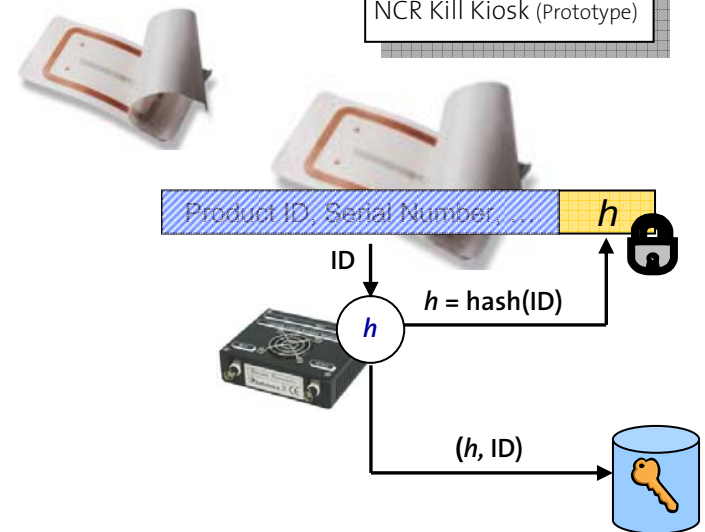 NCR Kill Kiosk (Prototype)
Product ID, Serial Number, ...
h
ID
h = hash(ID)
h
(h, ID)